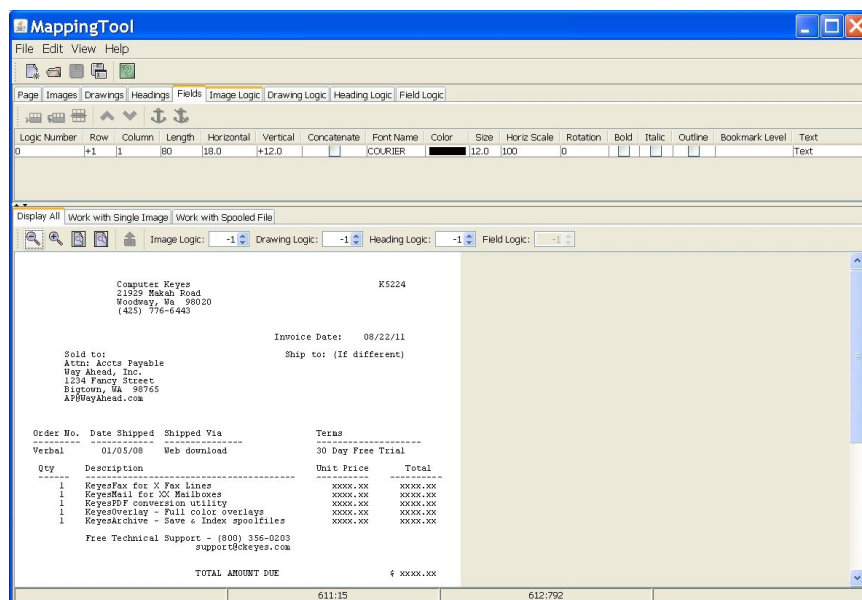 MappingTool
File Edit View Help
Page Images Drawings Headings Fields Image Logic Drawing Logic Heading Logic Field Logic
Logic Number Row Column Length Horizontal Vertical Concatenate Font Name Color Size Horiz Scale Rotation Bold Italic Outline Bookmark Level Text
0 +1 1 80 18.0 +12.0 COURIER 12.0 100 0 Text
Display All Work with Single Image Work with Spooled File
Image Logic: -1 Drawing Logic: -1 Heading Logic: -1 Field Logic: -1
Computer Keyes K5224
21929 Makah Road
Woodway, Wa 98020
(425) 776-6443
Invoice Date: 08/22/11
Sold to: Ship to: (If different)
Attn: Accts Payable
Way Ahead, Inc.
1234 Fancy Street
Bigtown, WA 98765
AP@WayAhead.com
Order No. Date Shipped Shipped Via Terms
--------- ------------ --------------- --------------------
Verbal 01/05/08 Web download 30 Day Free Trial
Qty Description Unit Price Total
------ ---------------------------------------- ---------- ----------
1 KeyesFax for X Fax Lines xxxx.xx xxxx.xx
1 KeyesMail for XX Mailboxes xxxx.xx xxxx.xx
1 KeyesPDF conversion utility xxxx.xx xxxx.xx
1 KeyesOverlay - Full color overlays xxxx.xx xxxx.xx
1 KeyesArchive - Save & Index spoolfiles xxxx.xx xxxx.xx
Free Technical Support - (800) 356-0203
support@ckeyes.com
TOTAL AMOUNT DUE $ xxxx.xx
611:15 612:792